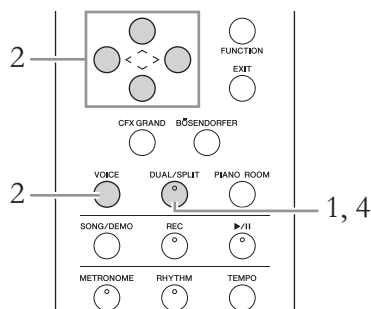 2
< >
FUNCTION
EXIT
CFX GRAND BÖSENDORFER
VOICE DUAL/SPLIT PIANO ROOM
2
1, 4
SONG/DEMO REC ▶/II
METRONOME RHYTHM TEMPO